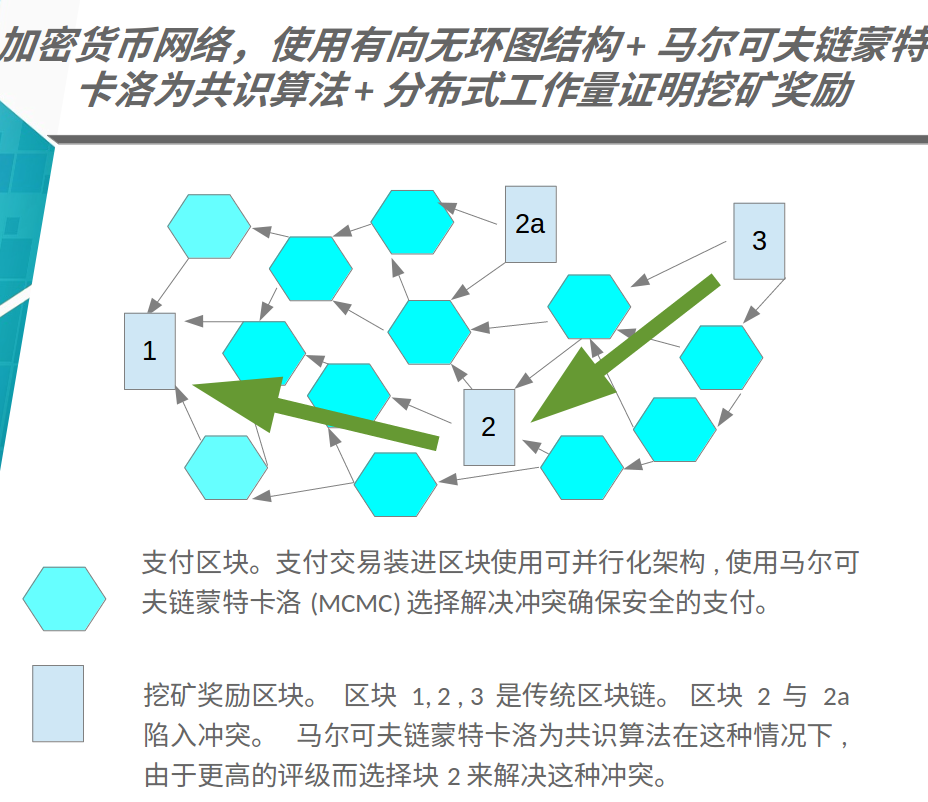 加密货币网络，使用有向无环图结构+ 马尔可夫链蒙特
卡洛为共识算法+ 分布式工作量证明挖矿奖励
2a
3
1
2
支付区块。支付交易装进区块使用可并行化架构 , 使用马尔可
夫链蒙特卡洛 (MCMC) 选择解决冲突确保安全的支付。
挖矿奖励区块。 区块 1, 2 , 3 是传统区块链。 区块 2 与 2a
陷入冲突。 马尔可夫链蒙特卡洛为共识算法在这种情况下 ,
由于更高的评级而选择块 2 来解决这种冲突。